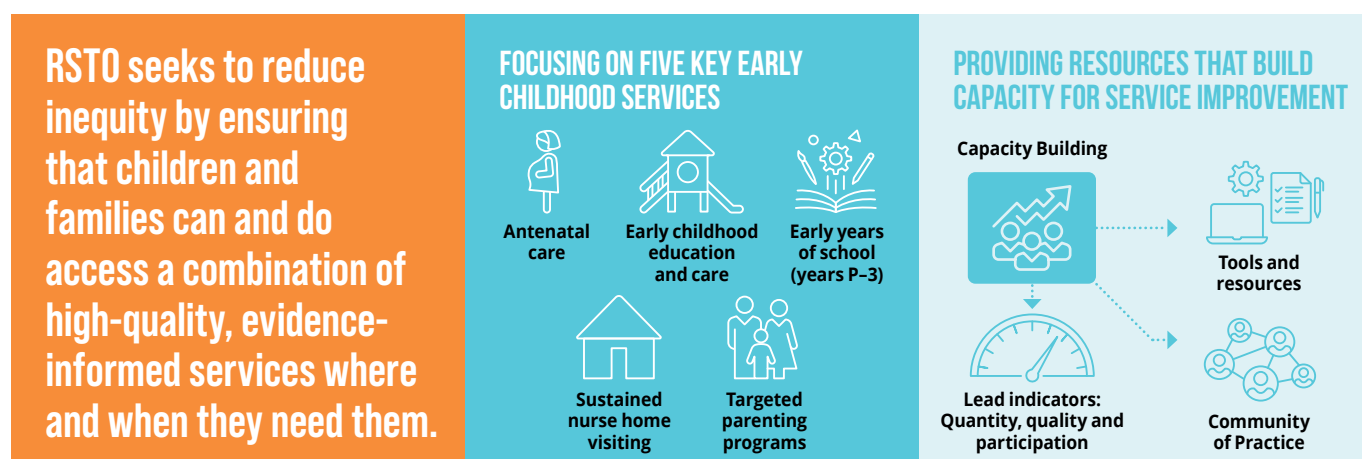 RSTO seeks to reduce
inequity by ensuring
that children and
families can and do
access a combination of
high-quality, evidence-
informed services where
and when they need them.
FOCUSING ON FIVE KEY EARLY
CHILDHOOD SERVICES
Antenatal
care
Early childhood
education
and care
Early years
of school
(years P–3)
Sustained
nurse home
visiting
Targeted
parenting
programs
PROVIDING RESOURCES THAT BUILD
CAPACITY FOR SERVICE IMPROVEMENT
Capacity Building
Tools and
resources
Lead indicators:
Quantity, quality and
participation
Community
of Practice